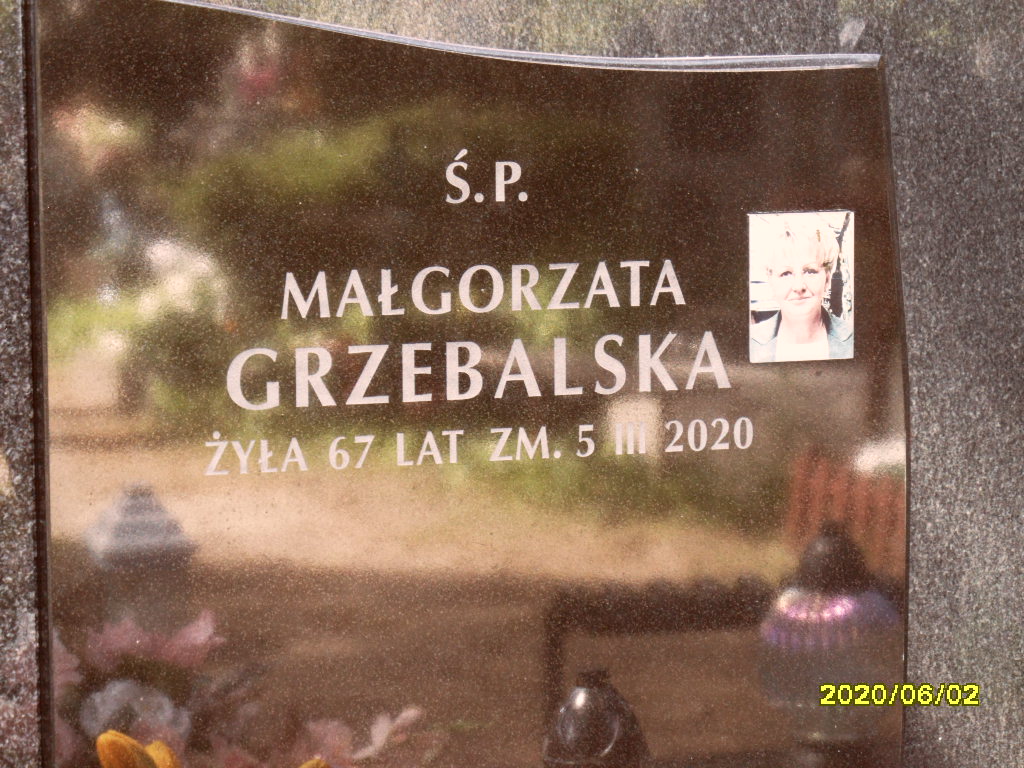 Ś.P.
MAŁGORZATA
GRZEBALSKA
ŻYŁA 67 LAT ZM. 5 III 2020
2020/06/02